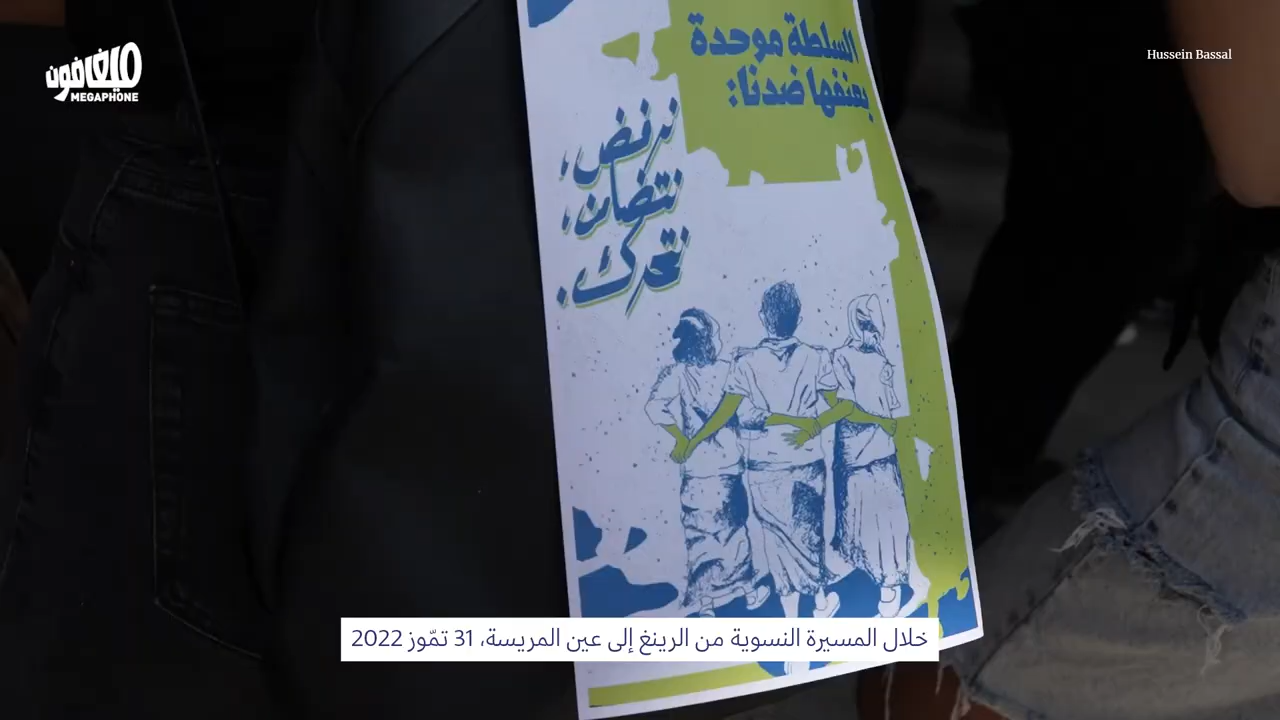 ميغافون
MEGAPHONE
Hussein Bassal
السلطة موحدة
بعنفها ضدنا:
نرفض،
نتضامن،
نتحرك.
خلال المسيرة النسوية من الرينغ إلى عين المريسة، 31 تمّوز 2022